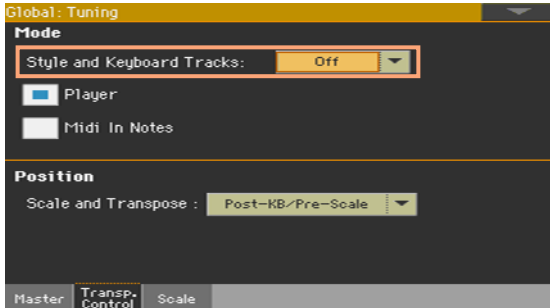 Global: Tuning
Mode
Style and Keyboard Tracks: Off
Player
Midi In Notes
Position
Scale and Transpose : Post-KB/Pre-Scale
Master Transp. Control Scale